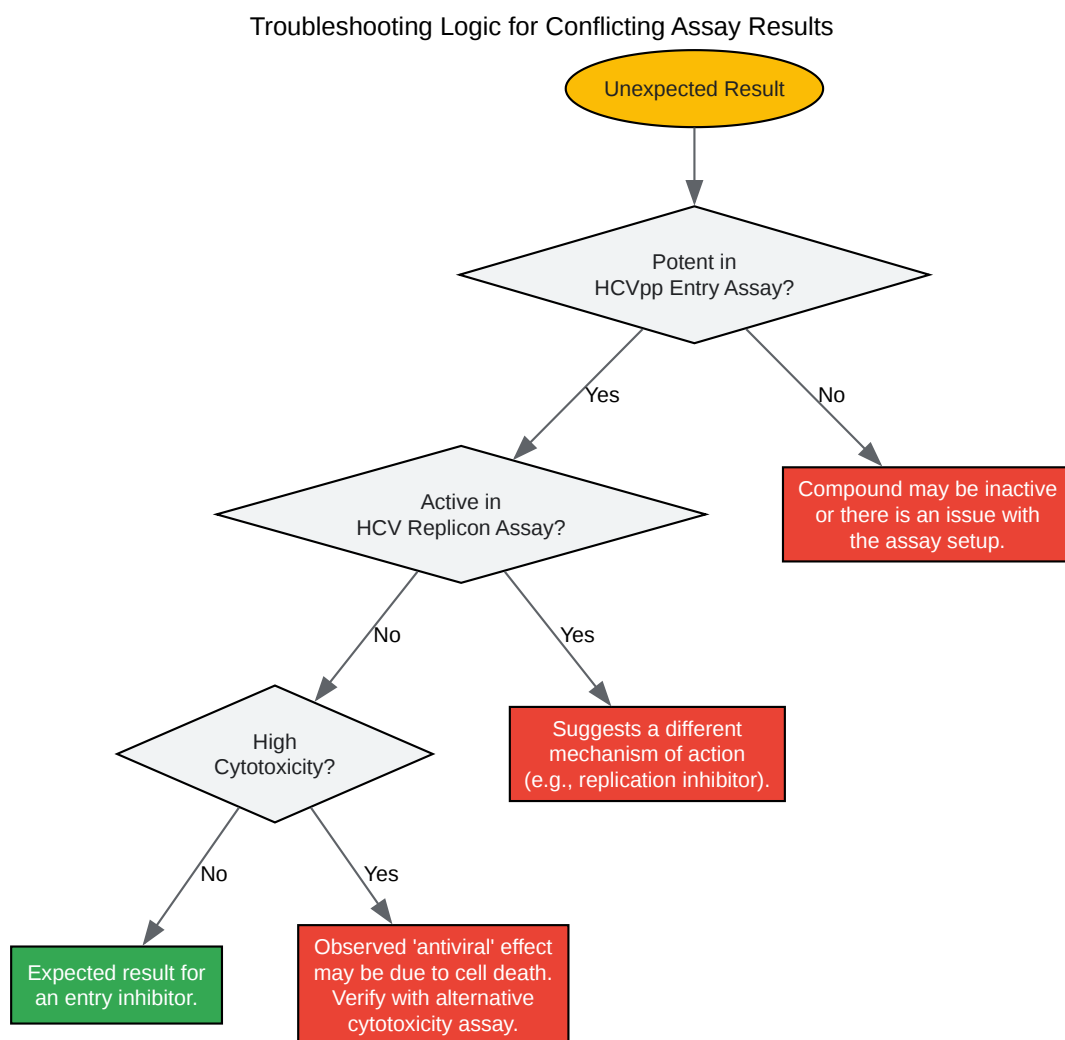 Troubleshooting Logic for Conflicting Assay Results
Unexpected Result
Potent in
HCVpp Entry Assay?
Yes
No
Active in
HCV Replicon Assay?
Compound may be inactive
or there is an issue with
the assay setup.
No
Yes
High
Cytotoxicity?
Suggests a different
mechanism of action
(e.g., replication inhibitor).
No
Yes
Expected result for
an entry inhibitor.
Observed 'antiviral' effect
may be due to cell death.
Verify with alternative
cytotoxicity assay.